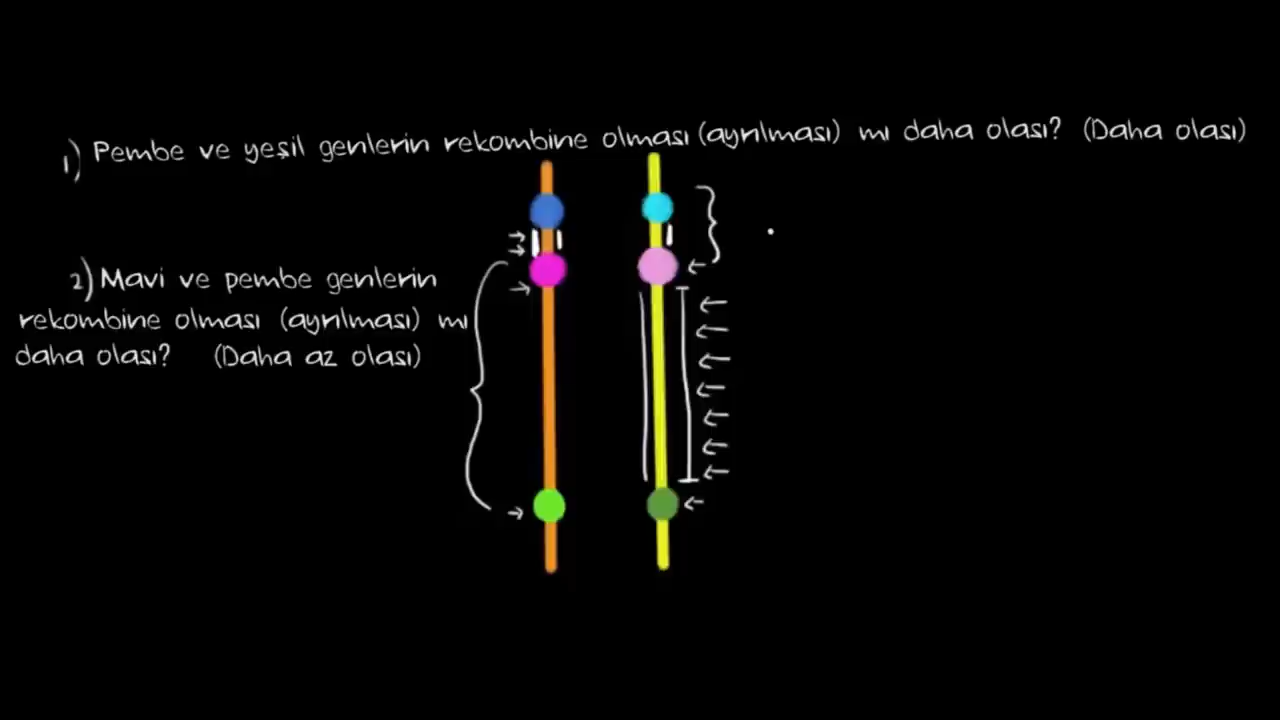 1) Pembe ve yeşil genlerin rekombine olması (ayrılması) mı daha olası? (Daha olası)
2) Mavi ve pembe genlerin
rekombine olması (ayrılması) mı
daha olası? (Daha az olası)